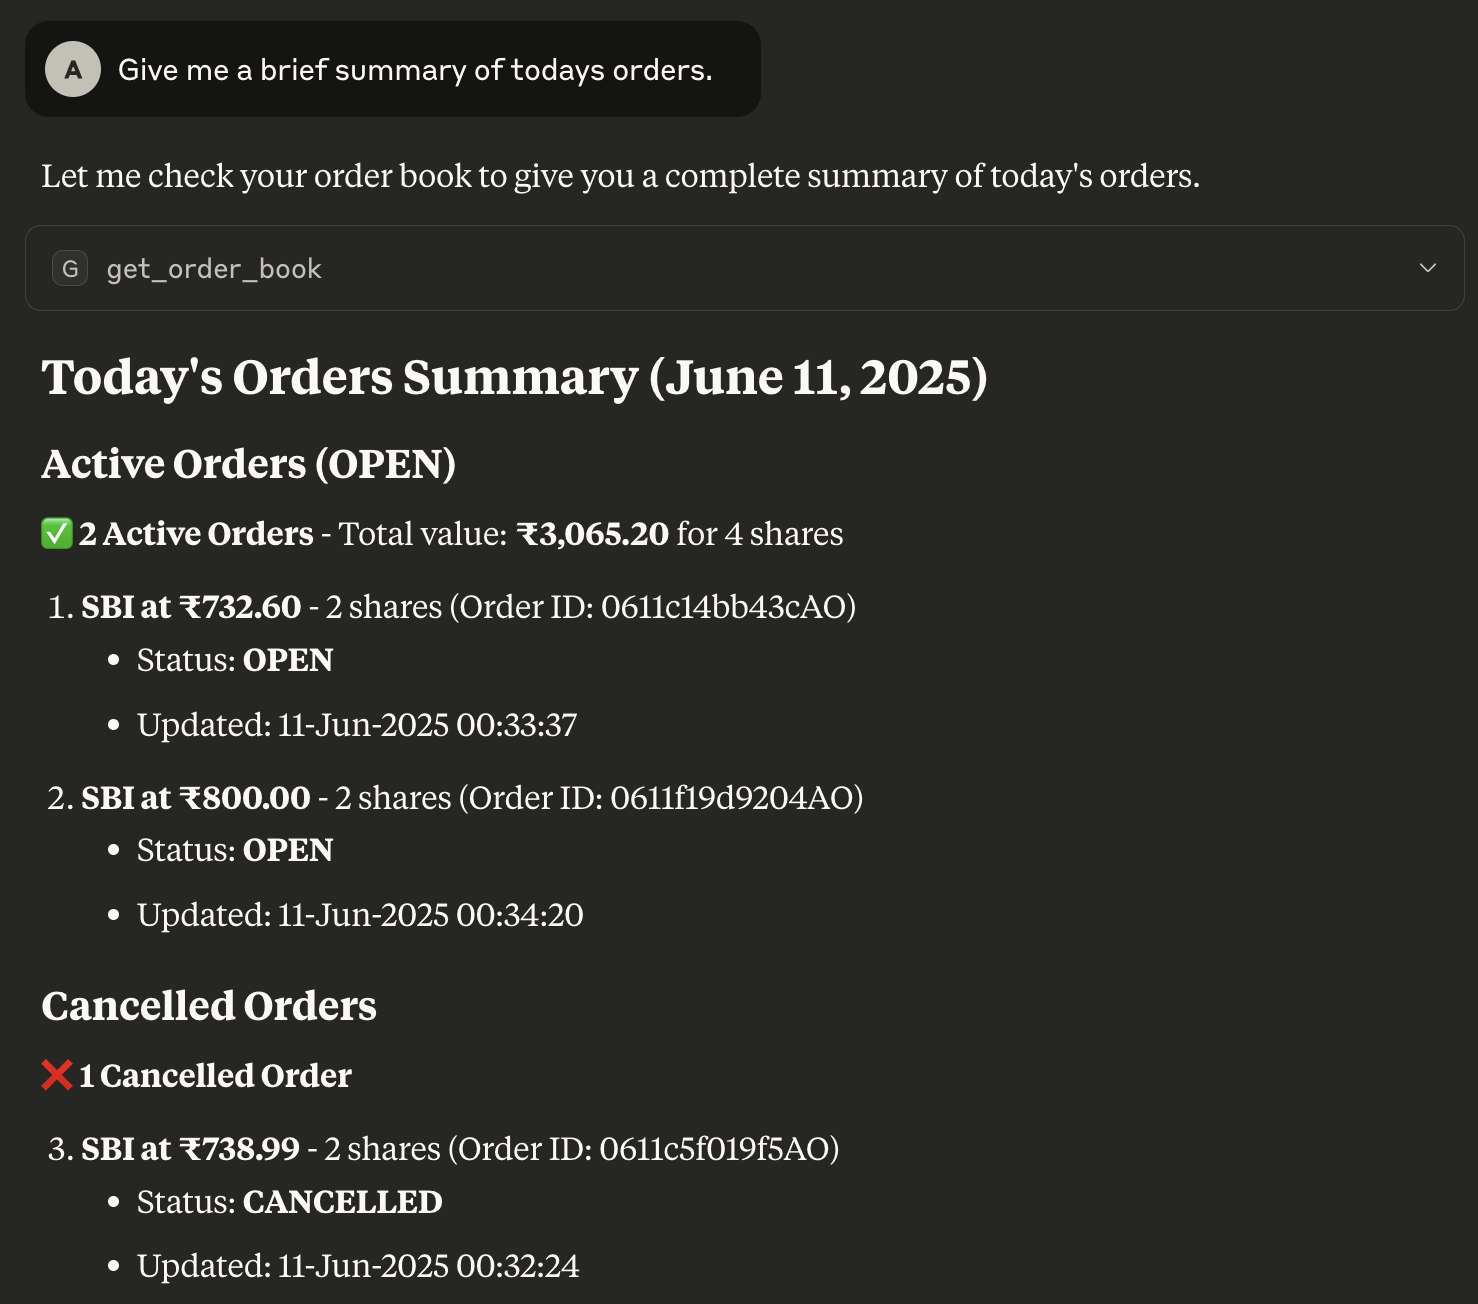 A
Give me a brief summary of todays orders.
Let me check your order book to give you a complete summary of today's orders.
G get_order_book
Today's Orders Summary (June 11, 2025)
Active Orders (OPEN)
✅ 2 Active Orders - Total value: ₹3,065.20 for 4 shares
1. SBI at ₹732.60 - 2 shares (Order ID: 0611c14bb43cAO)
• Status: OPEN
• Updated: 11-Jun-2025 00:33:37
2. SBI at ₹800.00 - 2 shares (Order ID: 0611f19d9204AO)
• Status: OPEN
• Updated: 11-Jun-2025 00:34:20
Cancelled Orders
❌ 1 Cancelled Order
3. SBI at ₹738.99 - 2 shares (Order ID: 0611c5f019f5AO)
• Status: CANCELLED
• Updated: 11-Jun-2025 00:32:24